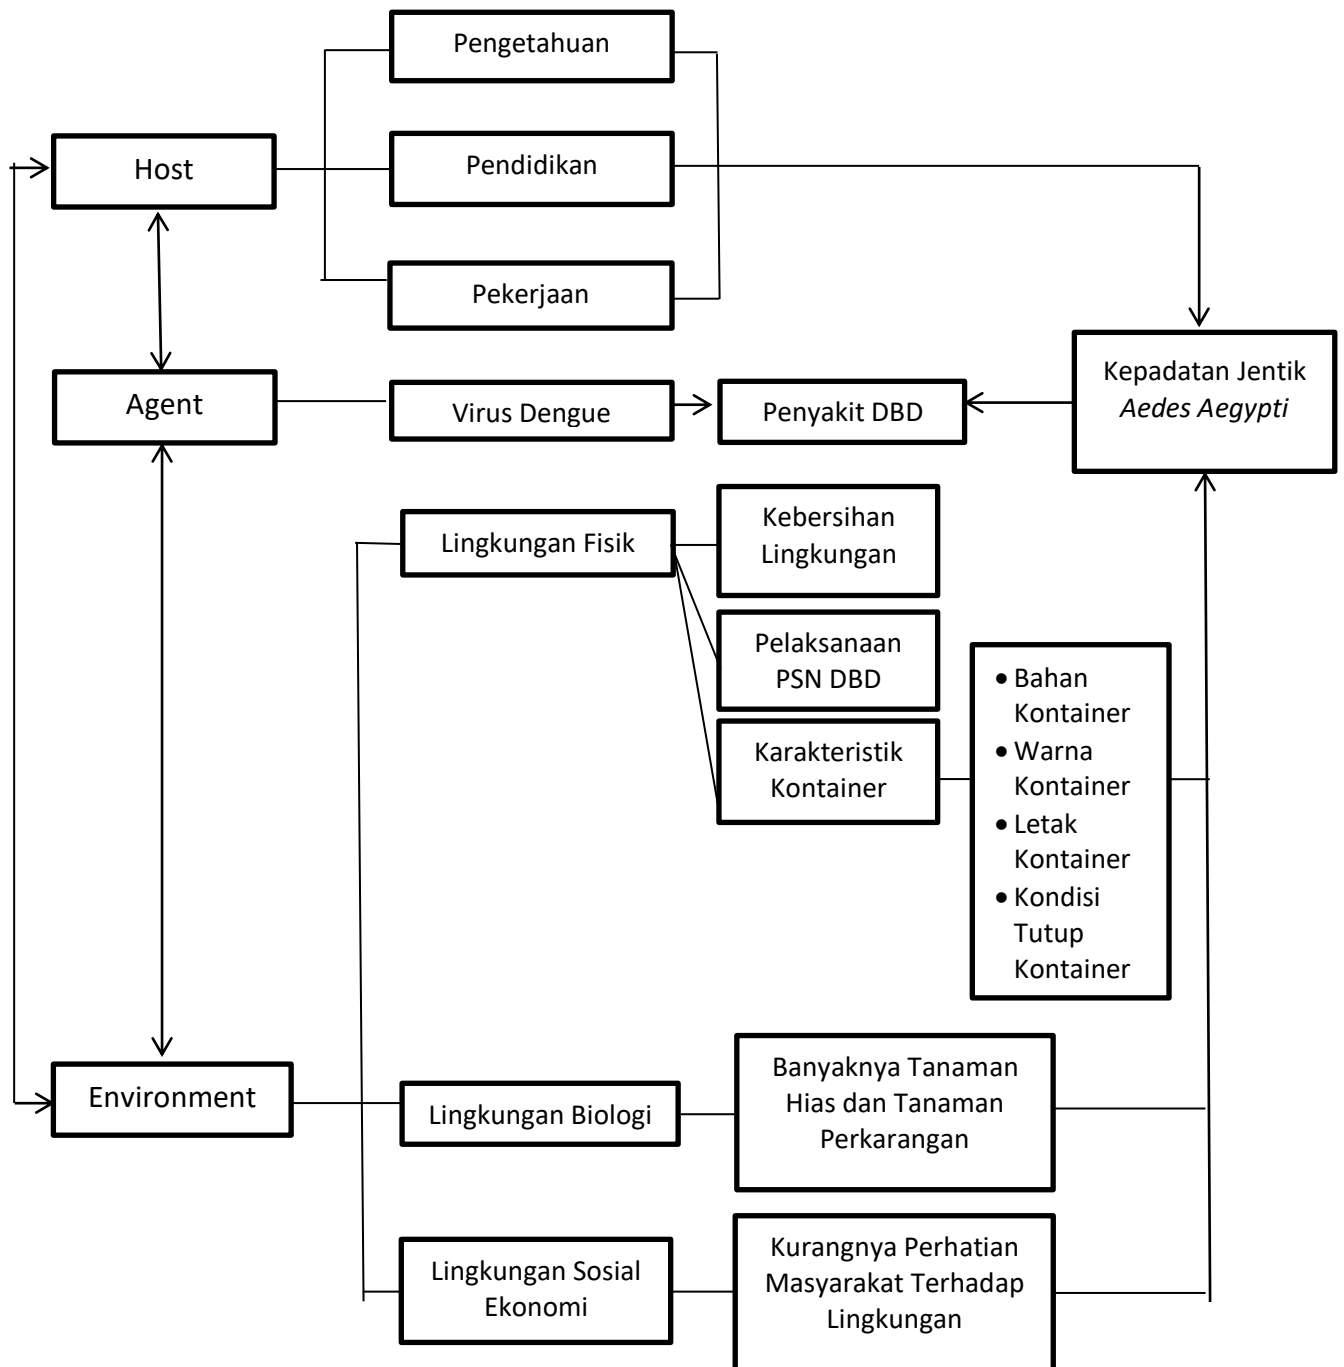 Pengetahuan
Host
Pendidikan
Pekerjaan
Agent
Virus Dengue
Penyakit DBD
Kepadatan Jentik
Aedes Aegypti
Lingkungan Fisik
Kebersihan
Lingkungan
Pelaksanaan
PSN DBD
Karakteristik
Kontainer
• Bahan
Kontainer
• Warna
Kontainer
• Letak
Kontainer
• Kondisi
Tutup
Kontainer
Environment
Lingkungan Biologi
Banyaknya Tanaman
Hias dan Tanaman
Perkarangan
Lingkungan Sosial
Ekonomi
Kurangnya Perhatian
Masyarakat Terhadap
Lingkungan